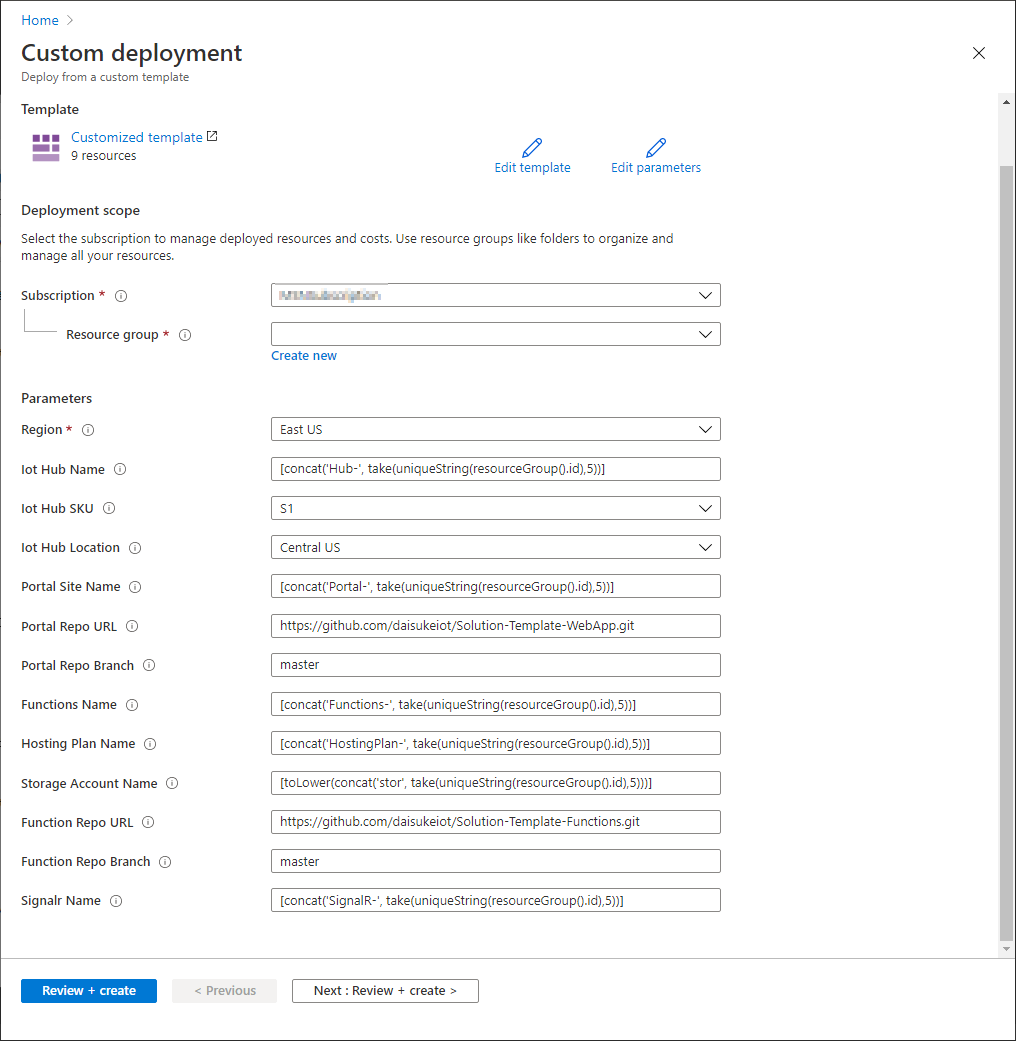 Home >
Custom deployment
Deploy from a custom template
Template
Customized template
9 resources
Edit template
Edit parameters
Deployment scope
Select the subscription to manage deployed resources and costs. Use resource groups like folders to organize and
manage all your resources.
Subscription *
Resource group *
Create new
Parameters
Region * East US
Iot Hub Name [concat('Hub-', take(uniqueString(resourceGroup().id),5))]
Iot Hub SKU S1
Iot Hub Location Central US
Portal Site Name [concat('Portal-', take(uniqueString(resourceGroup().id),5))]
Portal Repo URL https://github.com/daisukeiot/Solution-Template-WebApp.git
Portal Repo Branch master
Functions Name [concat('Functions-', take(uniqueString(resourceGroup().id),5))]
Hosting Plan Name [concat('HostingPlan-', take(uniqueString(resourceGroup().id),5))]
Storage Account Name [toLower(concat('stor', take(uniqueString(resourceGroup().id),5)))]
Function Repo URL https://github.com/daisukeiot/Solution-Template-Functions.git
Function Repo Branch master
Signalr Name [concat('SignalR-', take(uniqueString(resourceGroup().id),5))]
Review + create
< Previous
Next : Review + create >